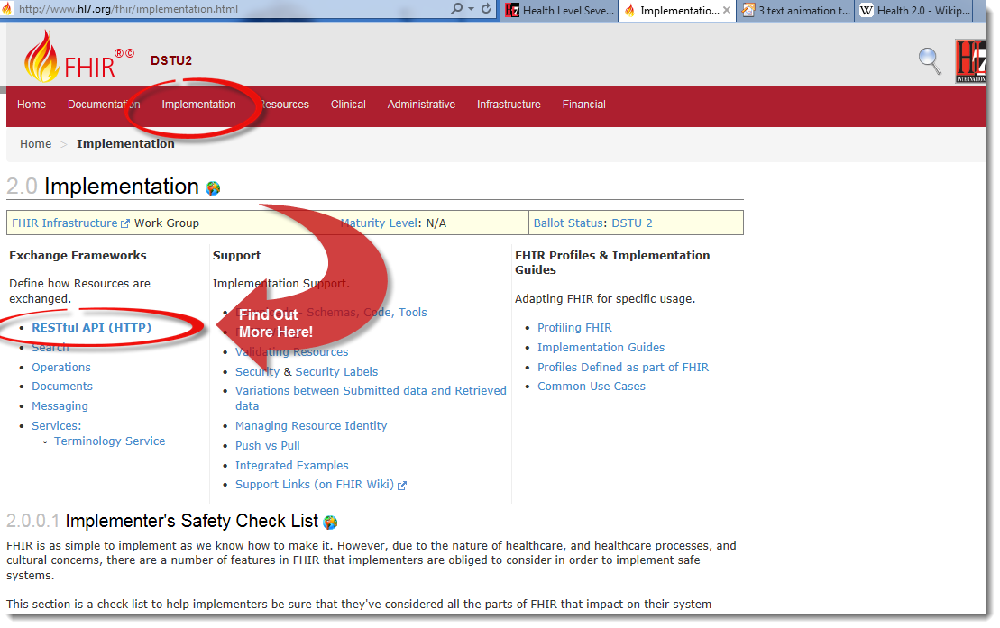 http://www.hl7.org/fhir/implementation.html
Health Level Seve...
Implementatio...
3 text animation t...
W Health 2.0 - Wikip...
FHIR®© DSTU2
INTERNATIONAL
Home Documentation Implementation Resources Clinical Administrative Infrastructure Financial
Home > Implementation
2.0 Implementation
FHIR Infrastructure Work Group
Maturity Level: N/A
Ballot Status: DSTU 2
Exchange Frameworks
Define how Resources are
exchanged.
• RESTful API (HTTP)
• Search
• Operations
• Documents
• Messaging
• Services:
◦ Terminology Service
Support
Implementation Support.
Schemas, Code, Tools
Find Out
More Here!
Validating Resources
• Security & Security Labels
• Variations between Submitted data and Retrieved
data
• Managing Resource Identity
• Push vs Pull
• Integrated Examples
• Support Links (on FHIR Wiki)
FHIR Profiles & Implementation
Guides
Adapting FHIR for specific usage.
• Profiling FHIR
• Implementation Guides
• Profiles Defined as part of FHIR
• Common Use Cases
2.0.0.1 Implementer's Safety Check List
FHIR is as simple to implement as we know how to make it. However, due to the nature of healthcare, and healthcare processes, and
cultural concerns, there are a number of features in FHIR that implementers are obliged to consider in order to implement safe
systems.
This section is a check list to help implementers be sure that they've considered all the parts of FHIR that impact on their system